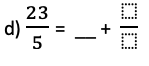 d) 23/5 = __ + ⬚/⬚